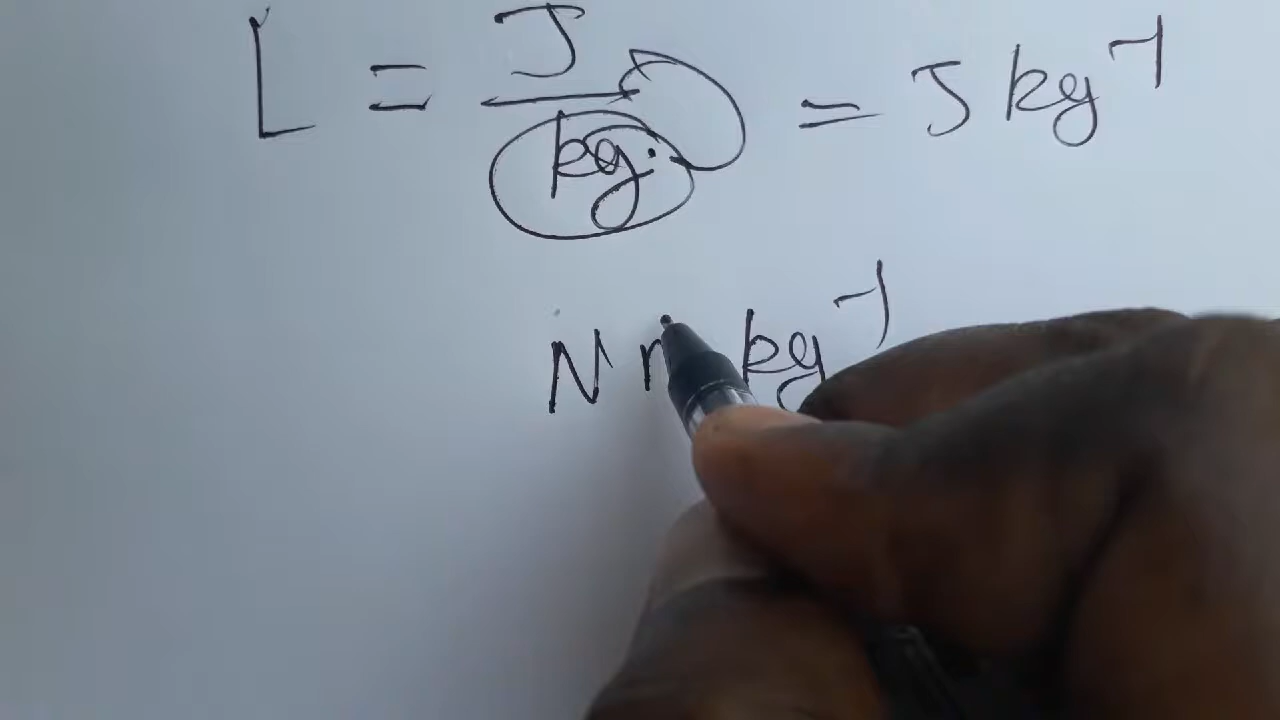 L = J/kg. = J kg⁻¹
N kg⁻¹